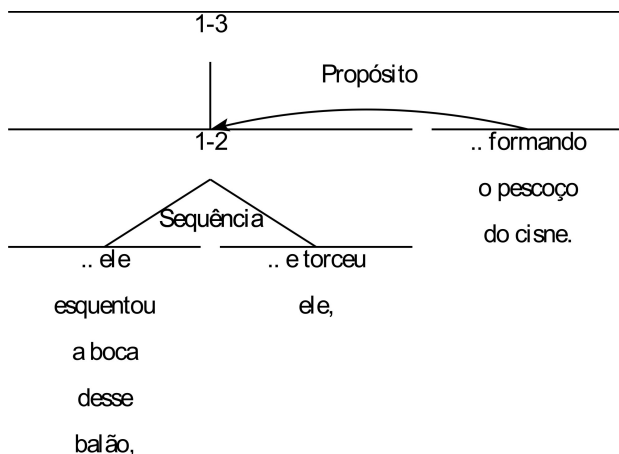 1-3
Propósito
1-2
.. formando
o pescoço
do cisne.
Sequência
.. ele
esquentou
a boca
desse
balão,
.. e torceu
ele,